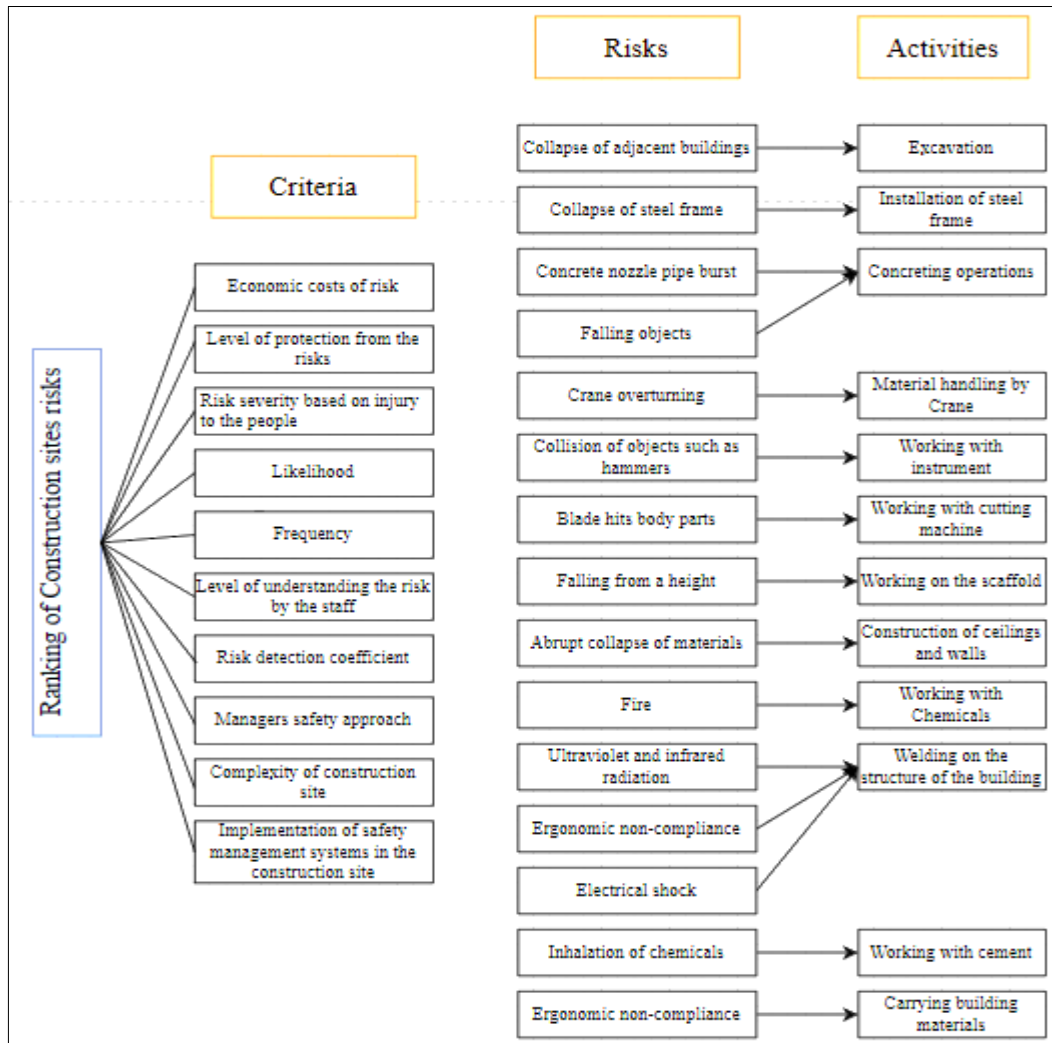 Risks
Activities
Criteria
Ranking of Construction sites risks
Economic costs of risk
Level of protection from the
risks
Risk severity based on injury
to the people
Likelihood
Frequency
Level of understanding the risk
by the staff
Risk detection coefficient
Managers safety approach
Complexity of construction
site
Implementation of safety
management systems in the
construction site
Collapse of adjacent buildings
Excavation
Collapse of steel frame
Installation of steel
frame
Concrete nozzle pipe burst
Concreting operations
Falling objects
Crane overturning
Material handling by
Crane
Collision of objects such as
hammers
Working with
instrument
Blade hits body parts
Working with cutting
machine
Falling from a height
Working on the scaffold
Abrupt collapse of materials
Construction of ceilings
and walls
Fire
Working with
Chemicals
Ultraviolet and infrared
radiation
Welding on the
structure of the building
Ergonomic non-compliance
Electrical shock
Inhalation of chemicals
Working with cement
Ergonomic non-compliance
Carrying building
materials